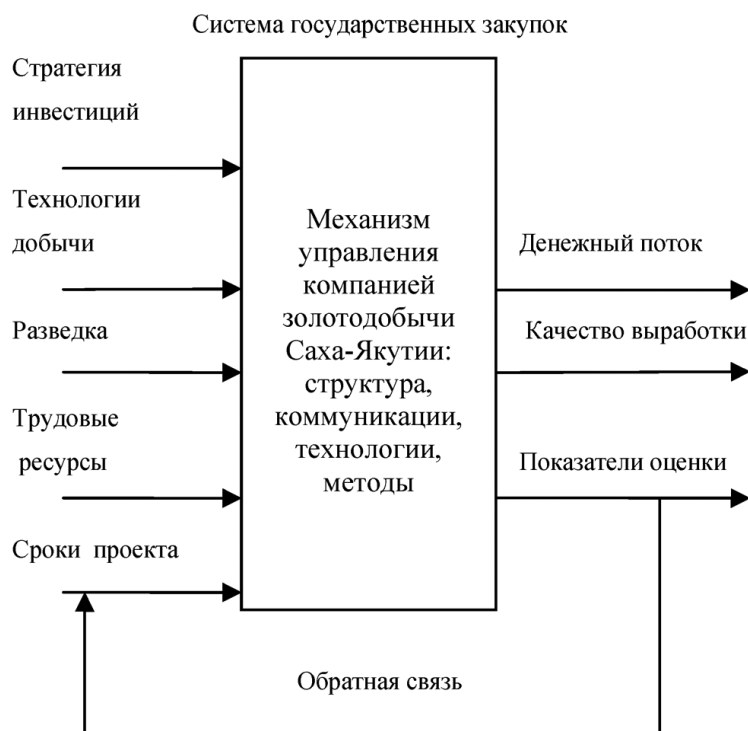 Система государственных закупок
Стратегия
инвестиций
Технологии
добычи
Разведка
Трудовые
ресурсы
Сроки проекта
Механизм
управления
компанией
золотодобычи
Саха-Якутии:
структура,
коммуникации,
технологии,
методы
Денежный поток
Качество выработки
Показатели оценки
Обратная связь